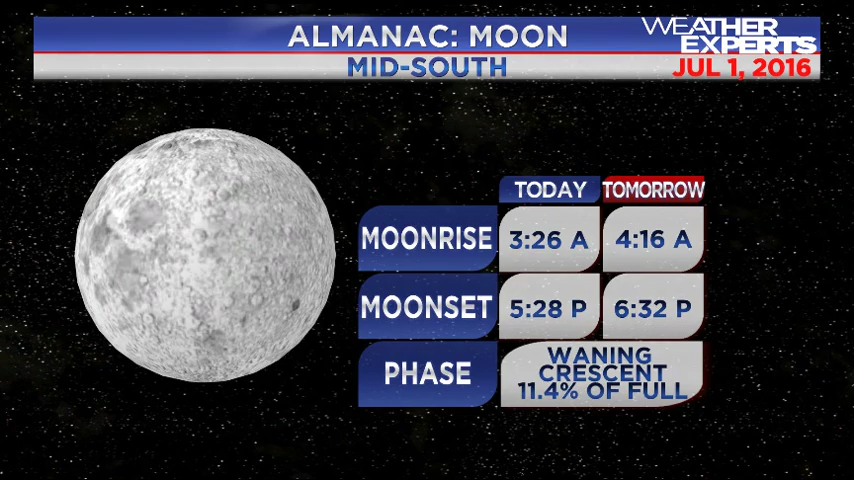 ALMANAC: MOON
WEATHER
EXPERTS
MID-SOUTH
JUL 1, 2016
TODAY TOMORROW
MOONRISE 3:26 A 4:16 A
MOONSET 5:28 P 6:32 P
PHASE WANING
CRESCENT
11.4% OF FULL